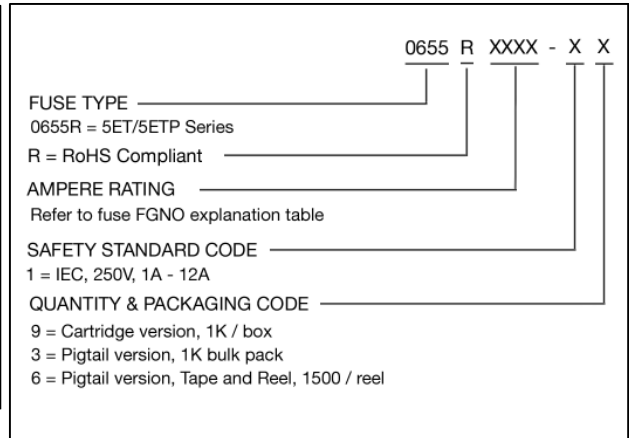 0655 R XXXX - X X
FUSE TYPE
0655R = 5ET/5ETP Series
R = RoHS Compliant
AMPERE RATING
Refer to fuse FGNO explanation table
SAFETY STANDARD CODE
1 = IEC, 250V, 1A - 12A
QUANTITY & PACKAGING CODE
9 = Cartridge version, 1K / box
3 = Pigtail version, 1K bulk pack
6 = Pigtail version, Tape and Reel, 1500 / reel